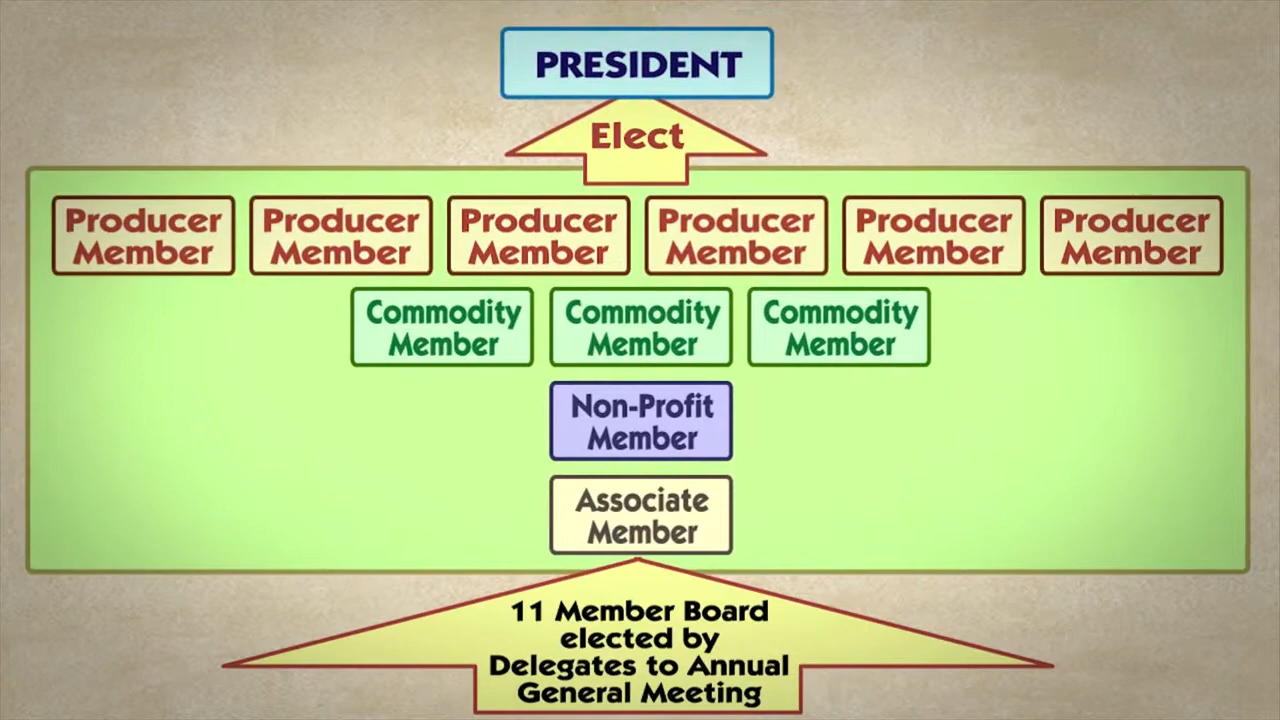 PRESIDENT
Elect
Producer Member
Producer Member
Producer Member
Producer Member
Producer Member
Producer Member
Commodity Member
Commodity Member
Commodity Member
Non-Profit
Member
Associate
Member
11 Member Board
elected by
Delegates to Annual
General Meeting